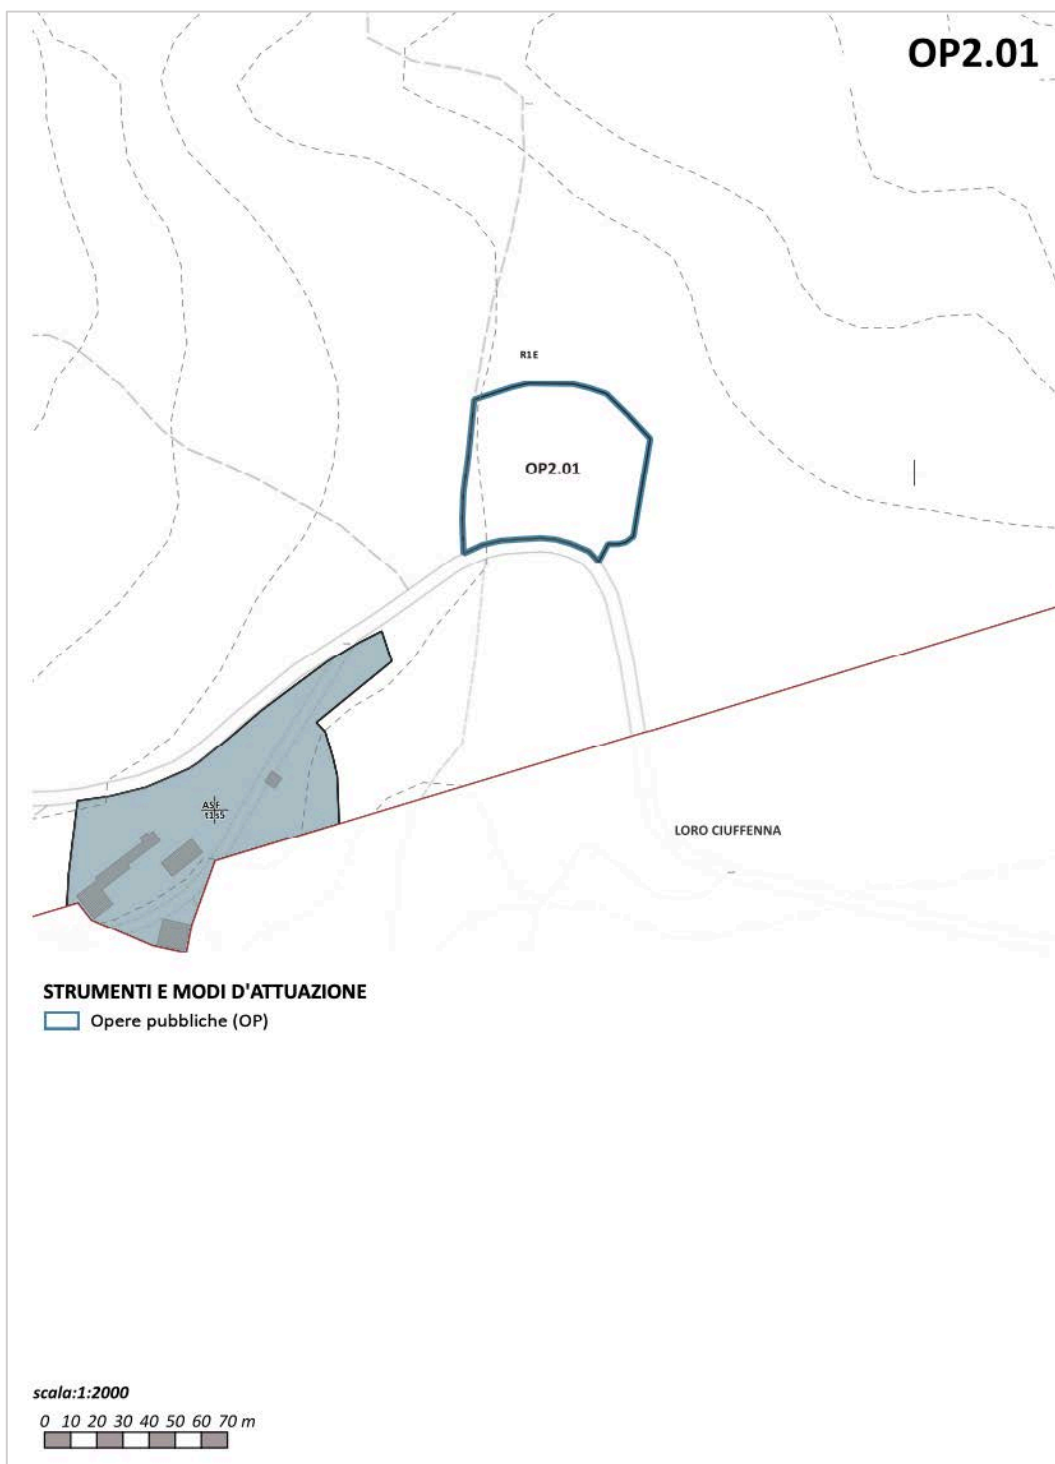 OP2.01
R1E
OP2.01
ASF
t1s5
LORO CIUFFENNA
STRUMENTI E MODI D'ATTUAZIONE
Opere pubbliche (OP)
scala:1:2000
0 10 20 30 40 50 60 70 m